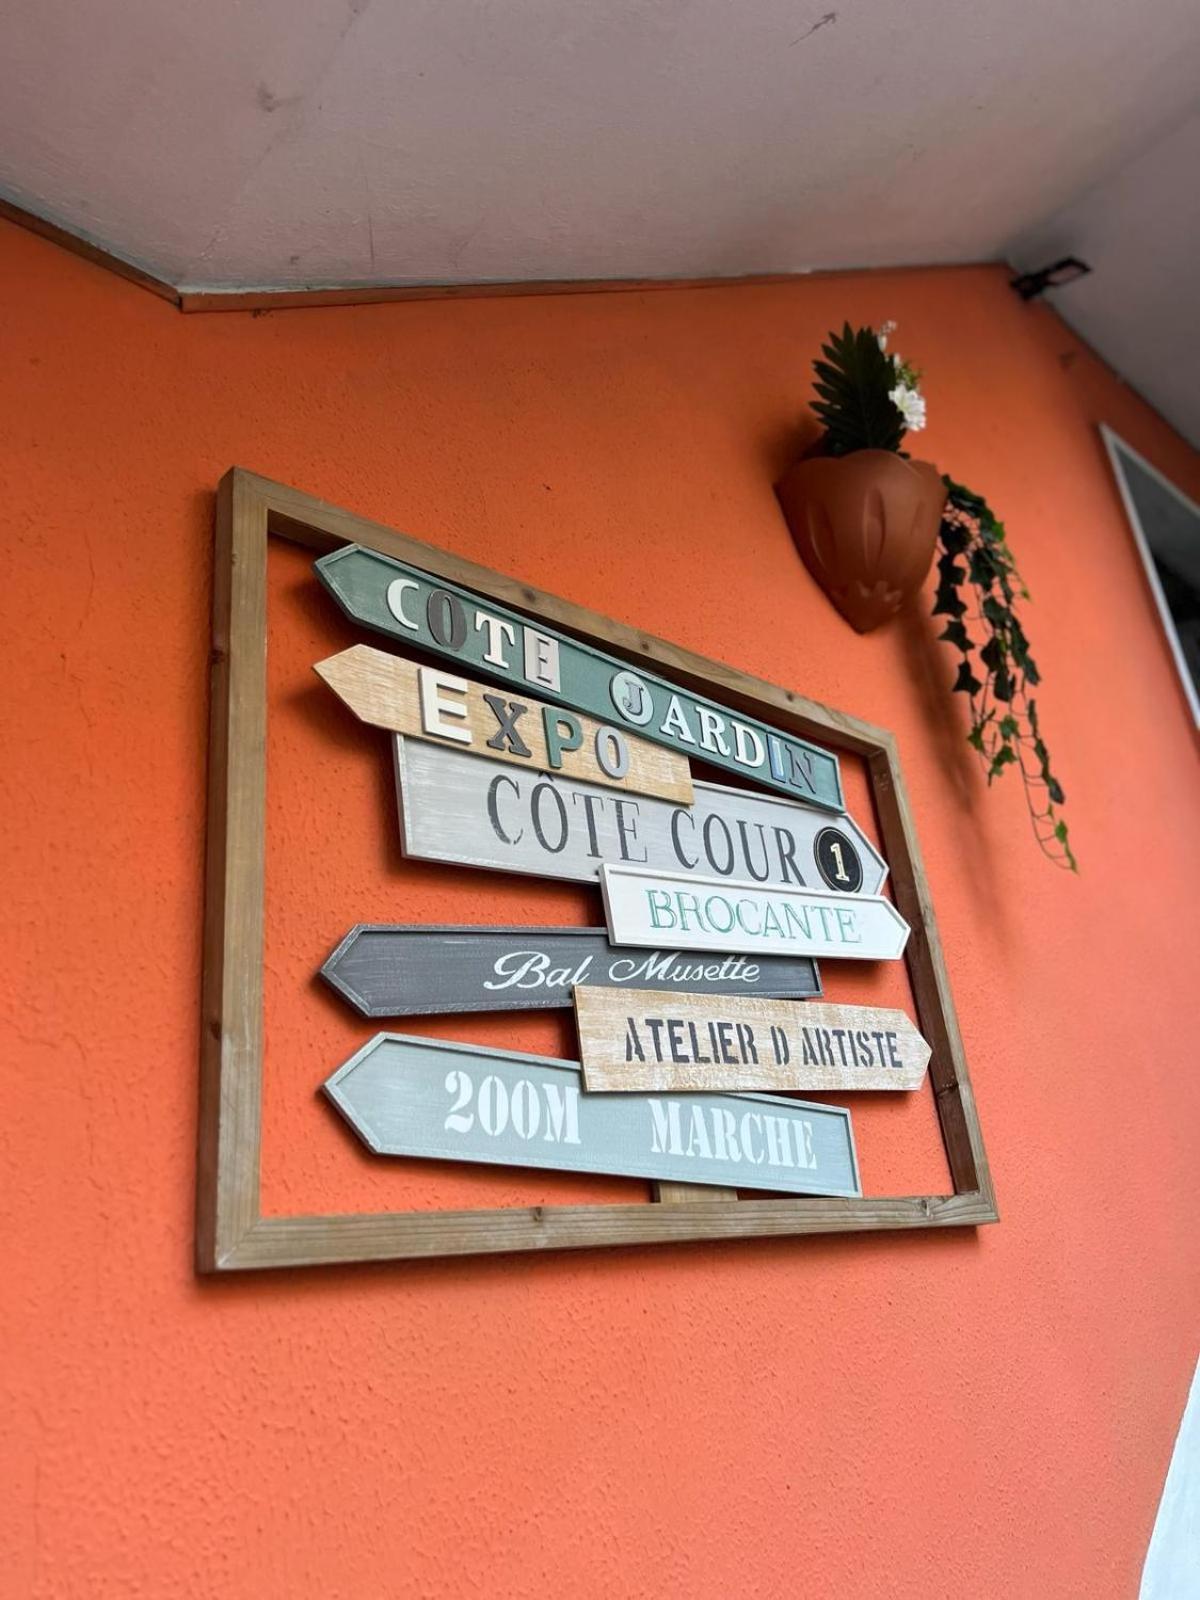 COTE JARDIN
EXPO
CÔTE COUR 1
BROCANTE
Bal Musette
ATELIER D ARTISTE
200M MARCHE